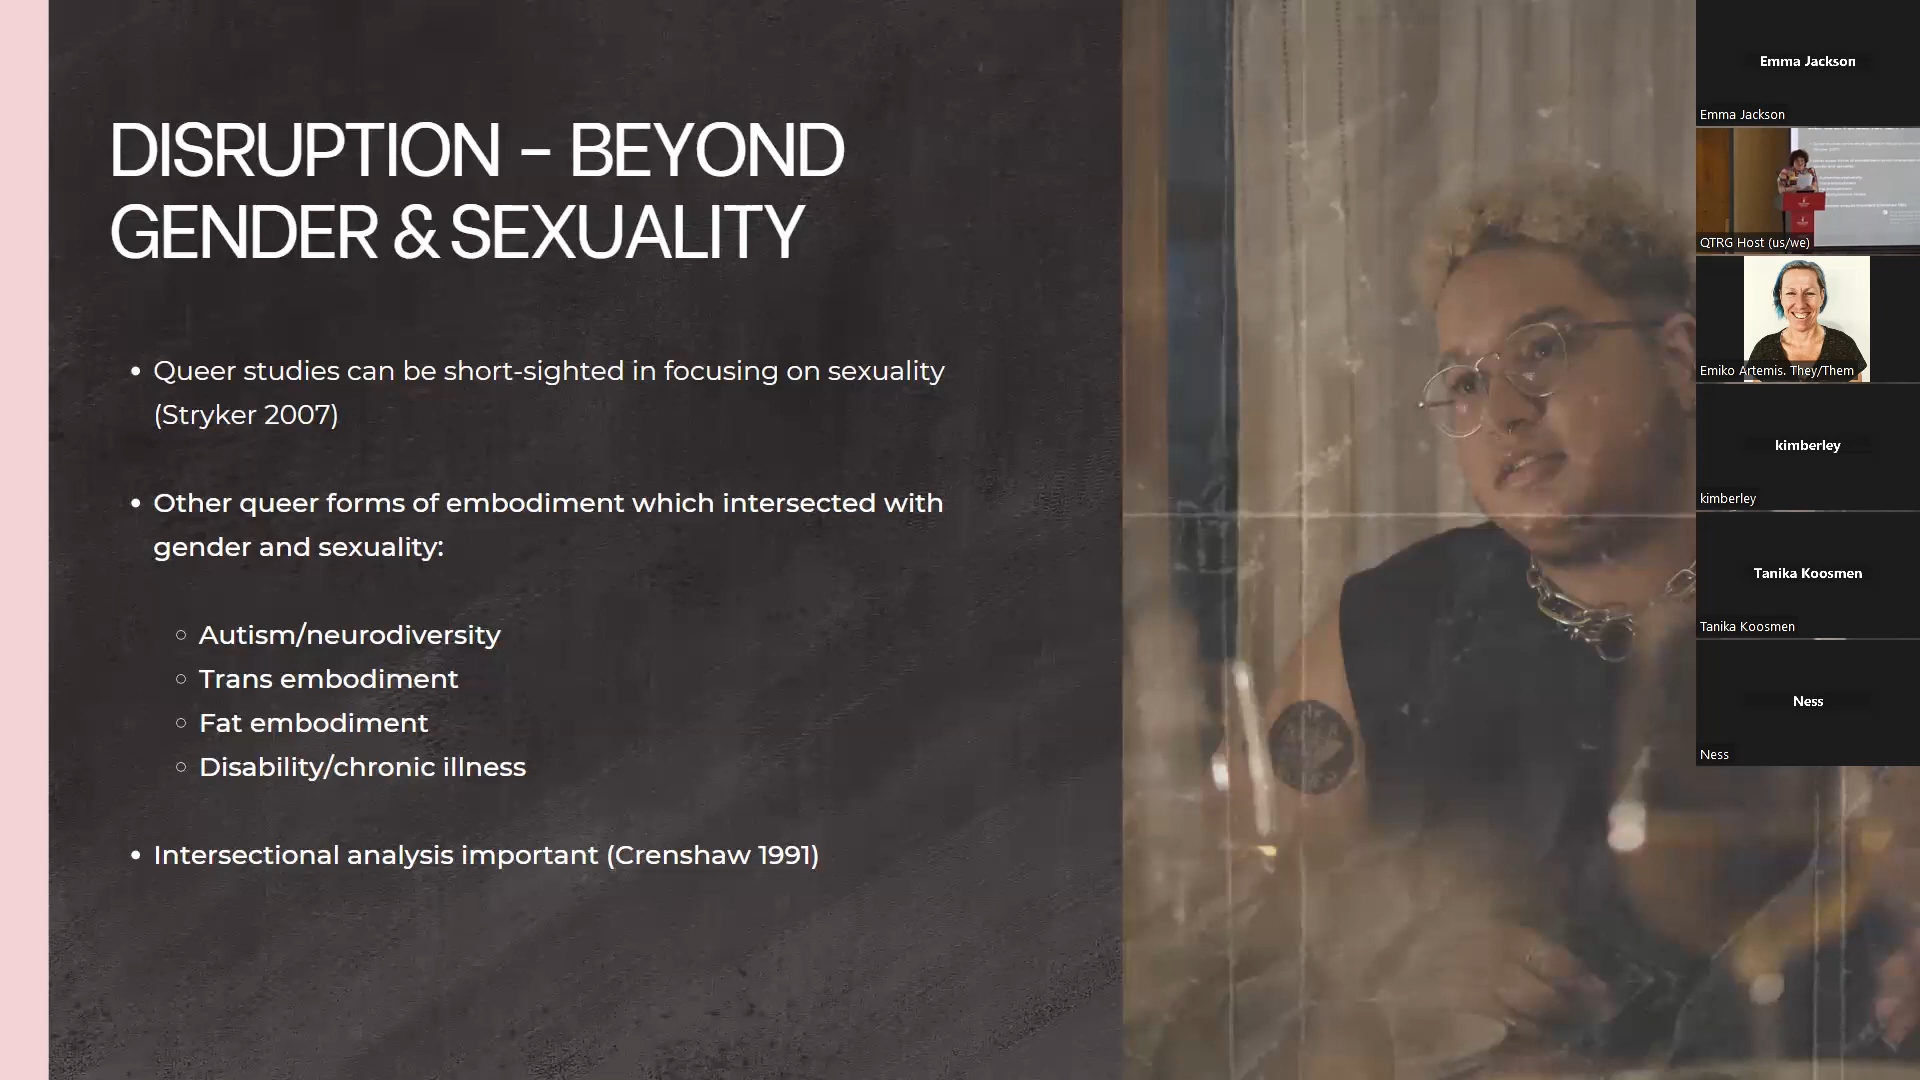 DISRUPTION – BEYOND
GENDER & SEXUALITY
• Queer studies can be short-sighted in focusing on sexuality
(Stryker 2007)
• Other queer forms of embodiment which intersected with
gender and sexuality:
○ Autism/neurodiversity
○ Trans embodiment
○ Fat embodiment
○ Disability/chronic illness
• Intersectional analysis important (Crenshaw 1991)
Emma Jackson
Emma Jackson
QTRG Host (us/we)
Emiko Artemis. They/Them
kimberley
kimberley
Tanika Koosmen
Tanika Koosmen
Ness
Ness